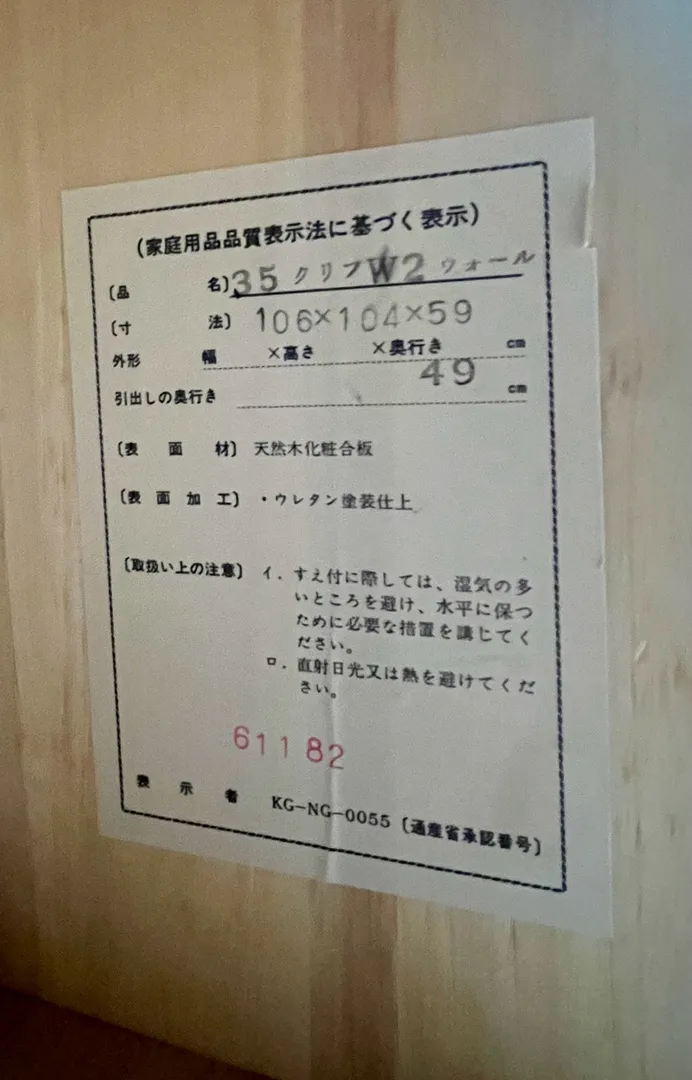 (家庭用品品質表示法に基づく表示)
〔品 名〕35 クリフW2 ウォール
〔寸 法〕106×104×59
外形 幅 ×高さ ×奥行き cm
引出しの奥行き 49 cm
〔表 面 材〕 天然木化粧合板
〔表 面 加 工〕 ・ウレタン塗装仕上
〔取扱い上の注意〕 イ. すえ付に際しては、湿気の多
いところを避け、水平に保つ
ために必要な措置を講じてく
ださい。
ロ. 直射日光又は熱を避けてくだ
さい。
61182
表 示 者 KG-NG-0055〔通産省承認番号〕